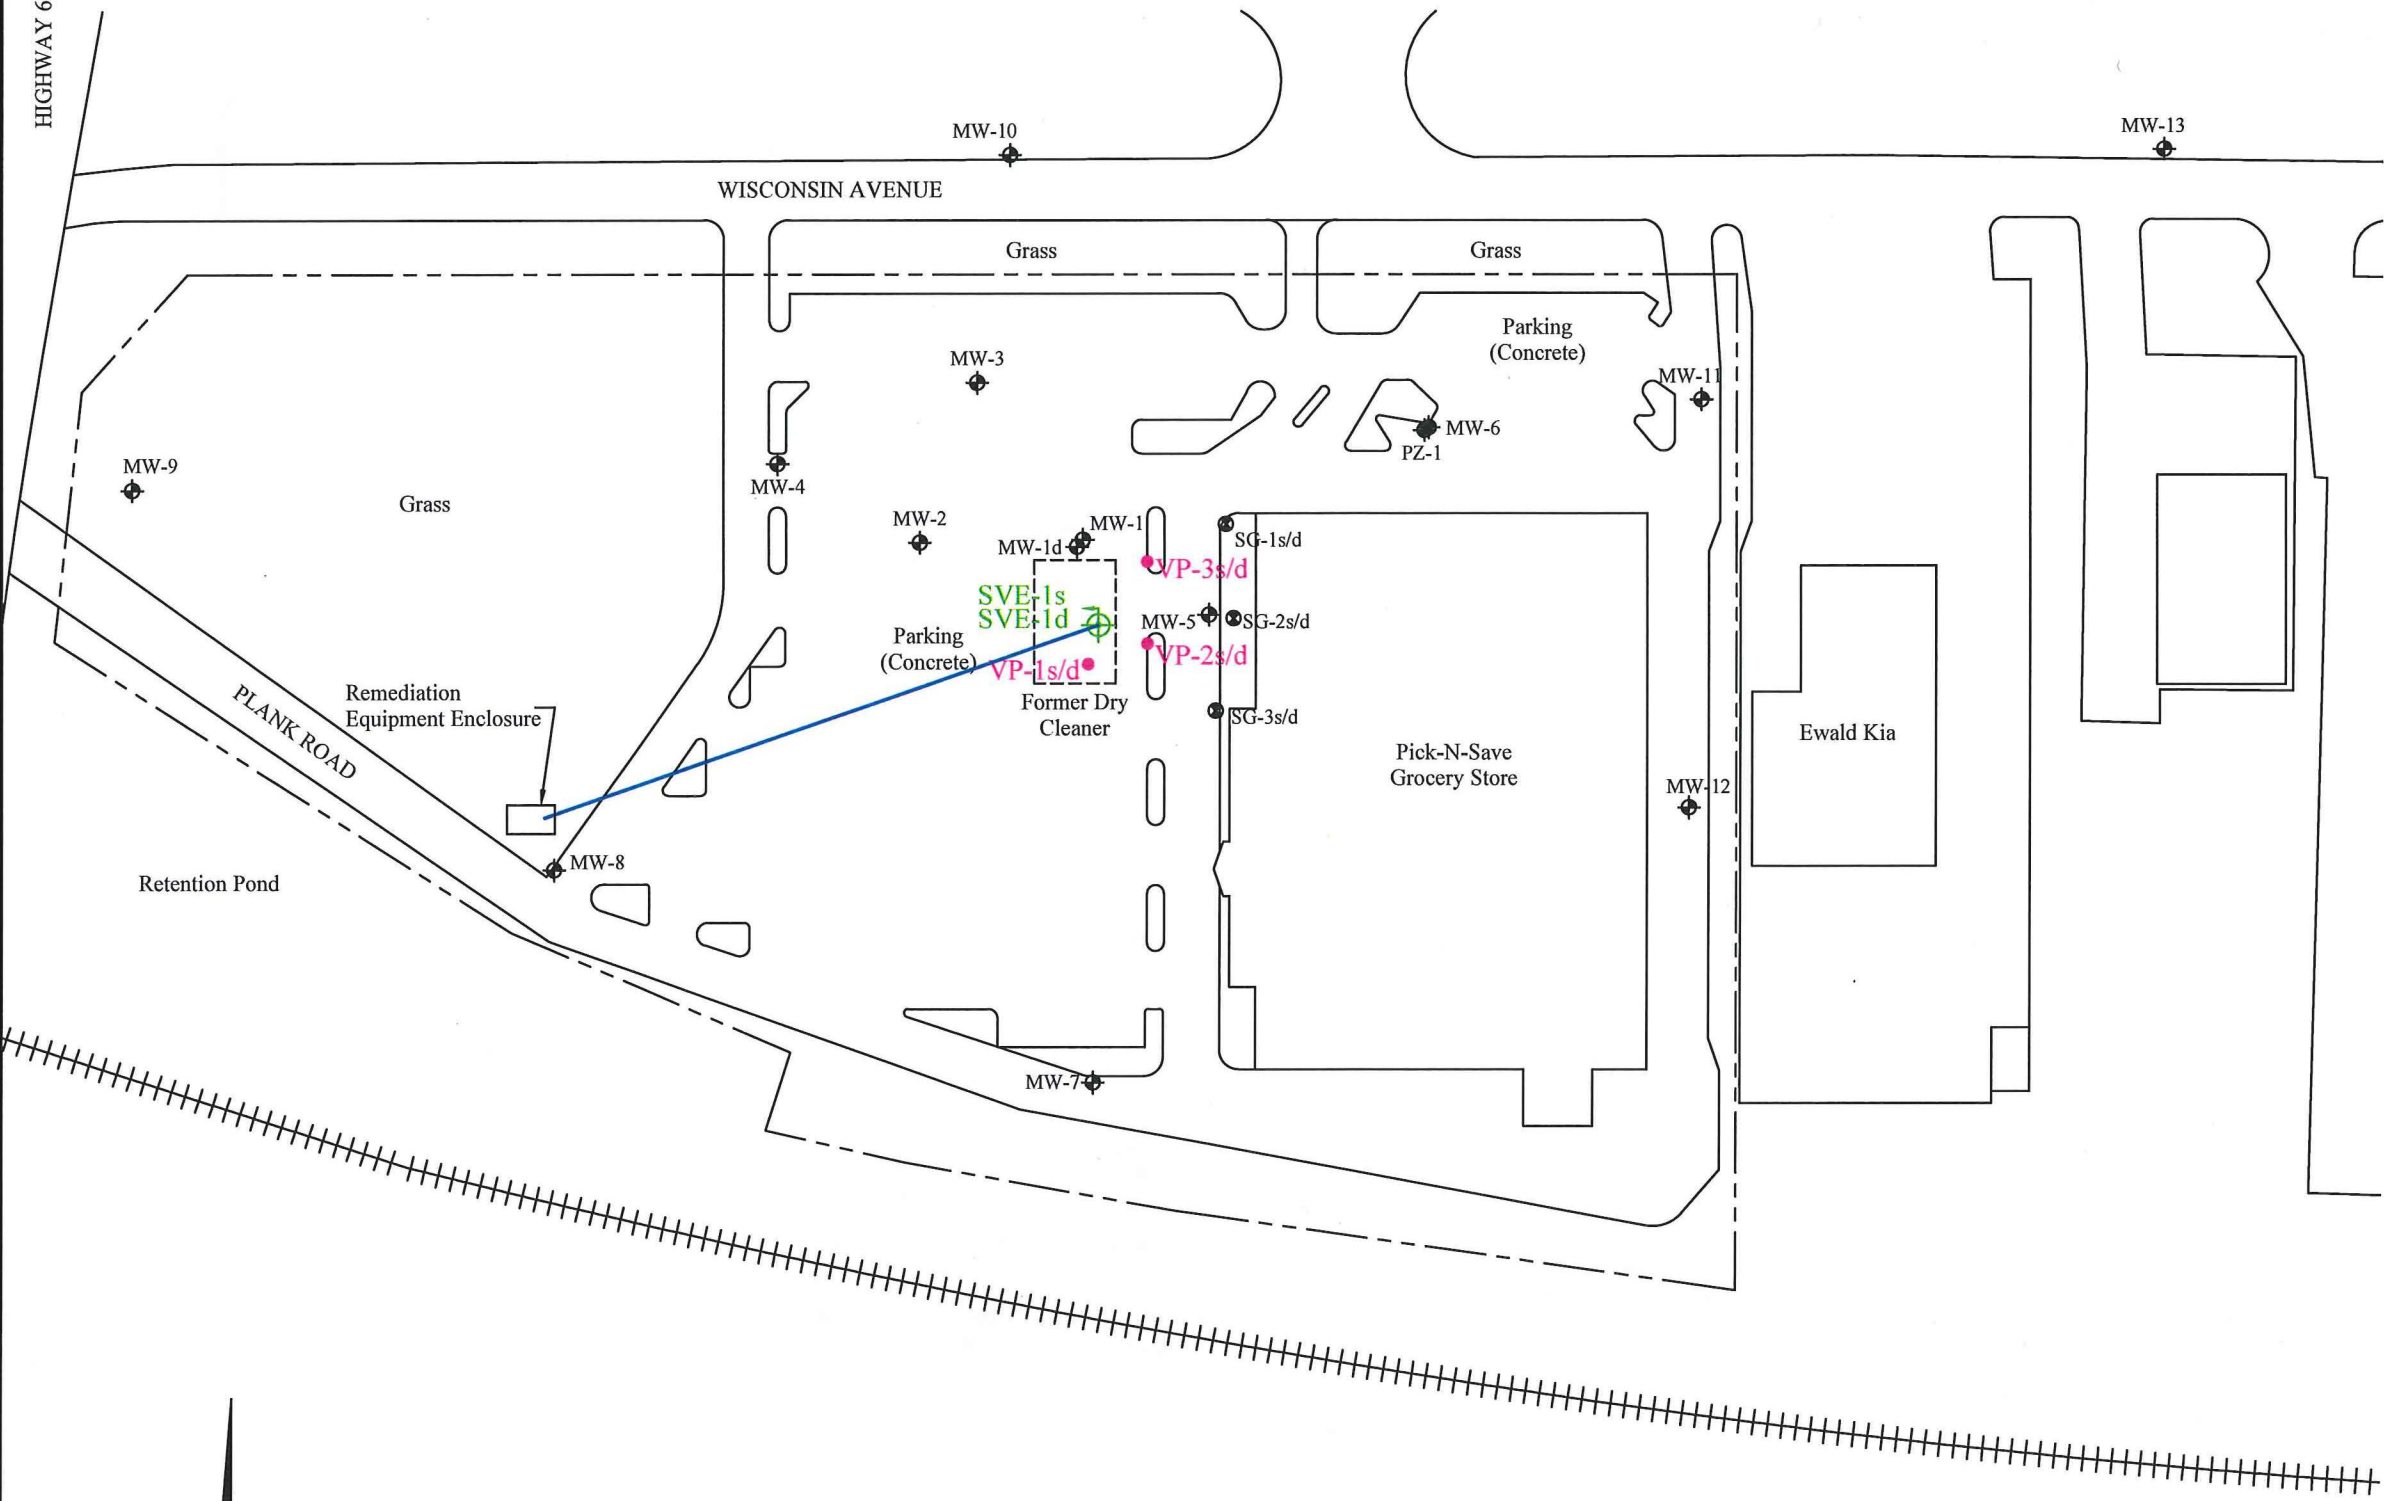 HIGHWAY 6
MW-10
MW-13
WISCONSIN AVENUE
Grass
Grass
Parking
(Concrete)
MW-3
MW-11
MW-6
PZ-1
MW-9
MW-4
Grass
MW-2
MW-1
MW-1d
SG-1s/d
VP-3s/d
SVE-1s
SVE-1d
MW-5
SG-2s/d
Parking
(Concrete)
VP-2s/d
VP-1s/d
Remediation
Equipment Enclosure
PLANK ROAD
Former Dry
Cleaner
SG-3s/d
Pick-N-Save
Grocery Store
Ewald Kia
MW-12
MW-8
Retention Pond
MW-7